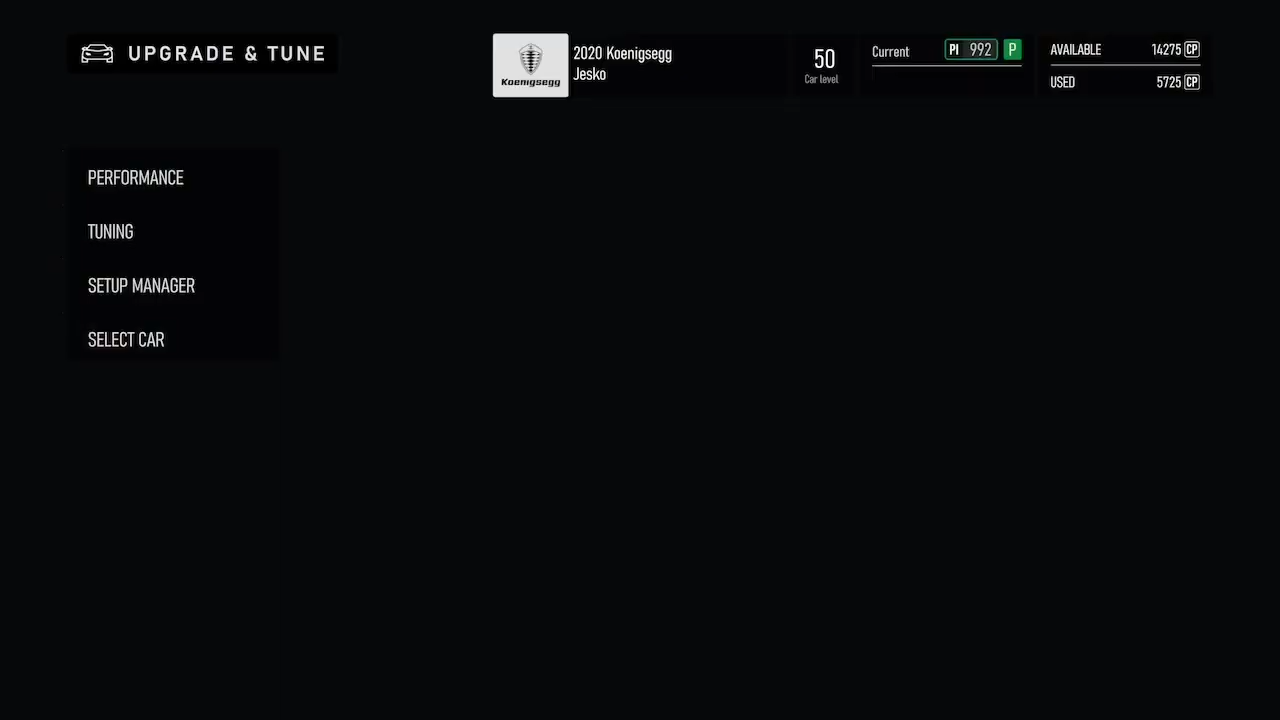 UPGRADE & TUNE
Koenigsegg
2020 Koenigsegg
Jesko
50
Car level
Current PI 992 P
AVAILABLE 14275 CP
USED 5725 CP
PERFORMANCE
TUNING
SETUP MANAGER
SELECT CAR